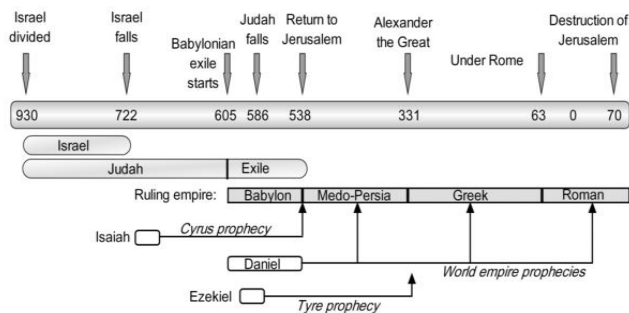 Israel
divided
Israel
falls
Babylonian
exile
starts
Judah
falls
Return to
Jerusalem
Alexander
the Great
Under Rome
Destruction of
Jerusalem
930 722 605 586 538 331 63 0 70
Israel
Judah Exile
Ruling empire: Babylon Medo-Persia Greek Roman
Isaiah Cyrus prophecy
Daniel World empire prophecies
Ezekiel Tyre prophecy